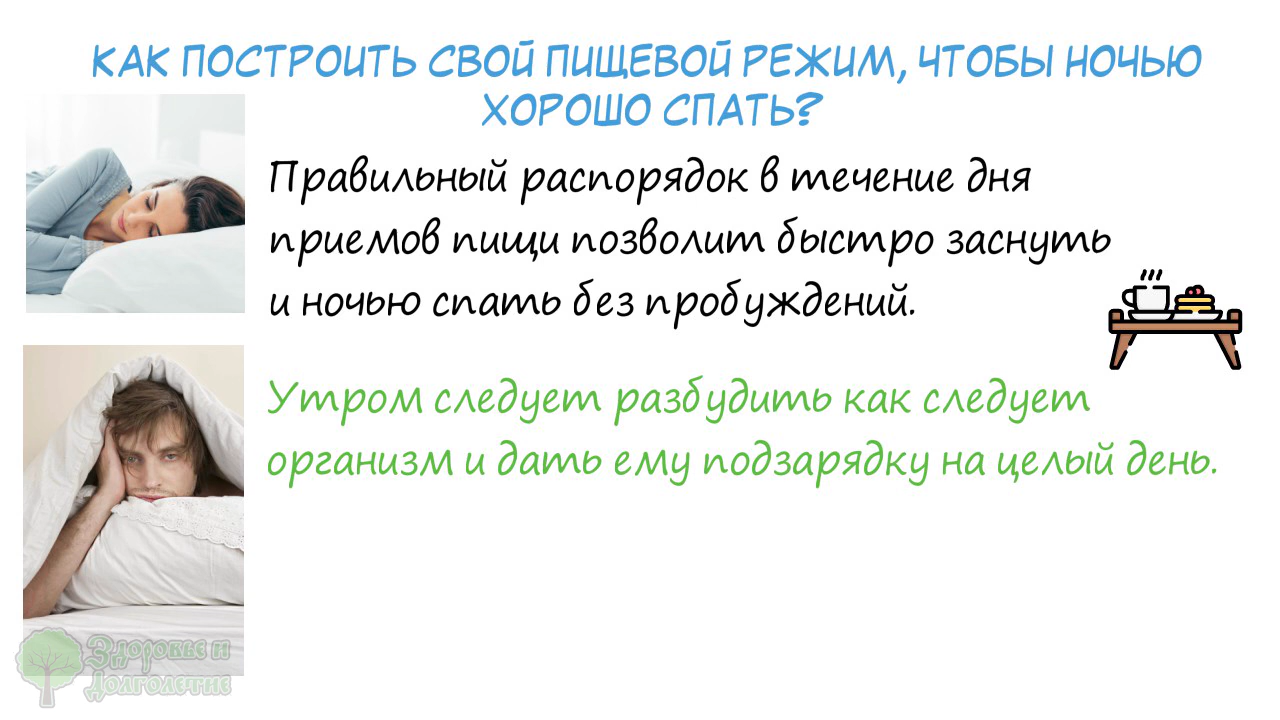 КАК ПОСТРОИТЬ СВОЙ ПИЩЕВОЙ РЕЖИМ, ЧТОБЫ НОЧЬЮ
ХОРОШО СПАТЬ?
Правильный распорядок в течение дня
приемов пищи позволит быстро заснуть
и ночью спать без пробуждений.
Утром следует разбудить как следует
организм и дать ему подзарядку на целый день.
Здоровье и
Долголетие